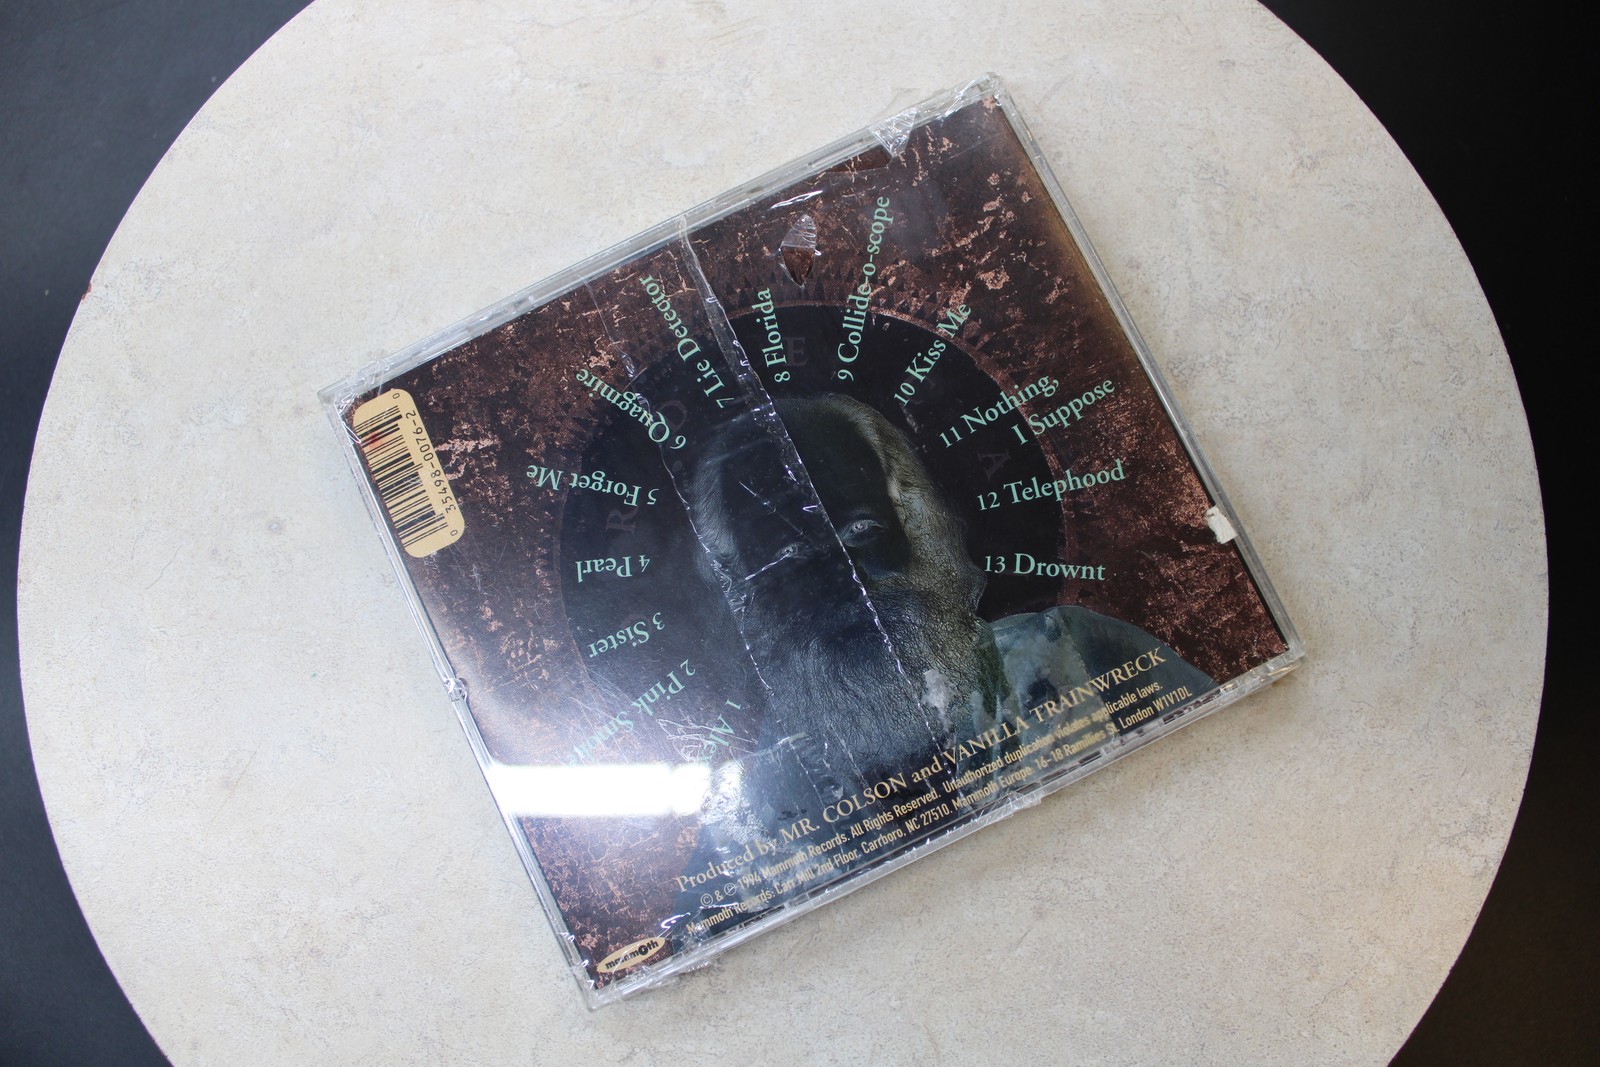 2 Pink
3 Sister
4 Pearl
5 Forget Me
6 Quagmire
7 Lie Detector
8 Florida
9 Collide-o-scope
10 Kiss Me
11 Nothing,
I Suppose
12 Telephood
13 Drownt
Produced by MR. COLSON and VANILLA TRAINWRECK
© & ℗ 1994 Mammoth Records. All Rights Reserved. Unauthorized duplication violates applicable laws.
Mammoth Records: Carr Mill 2nd Floor. Carrboro, NC 27510. Mammoth Europe. 16-18 Ramillies St. London W1V1DL
mammoth
0 35498-0076-2 0